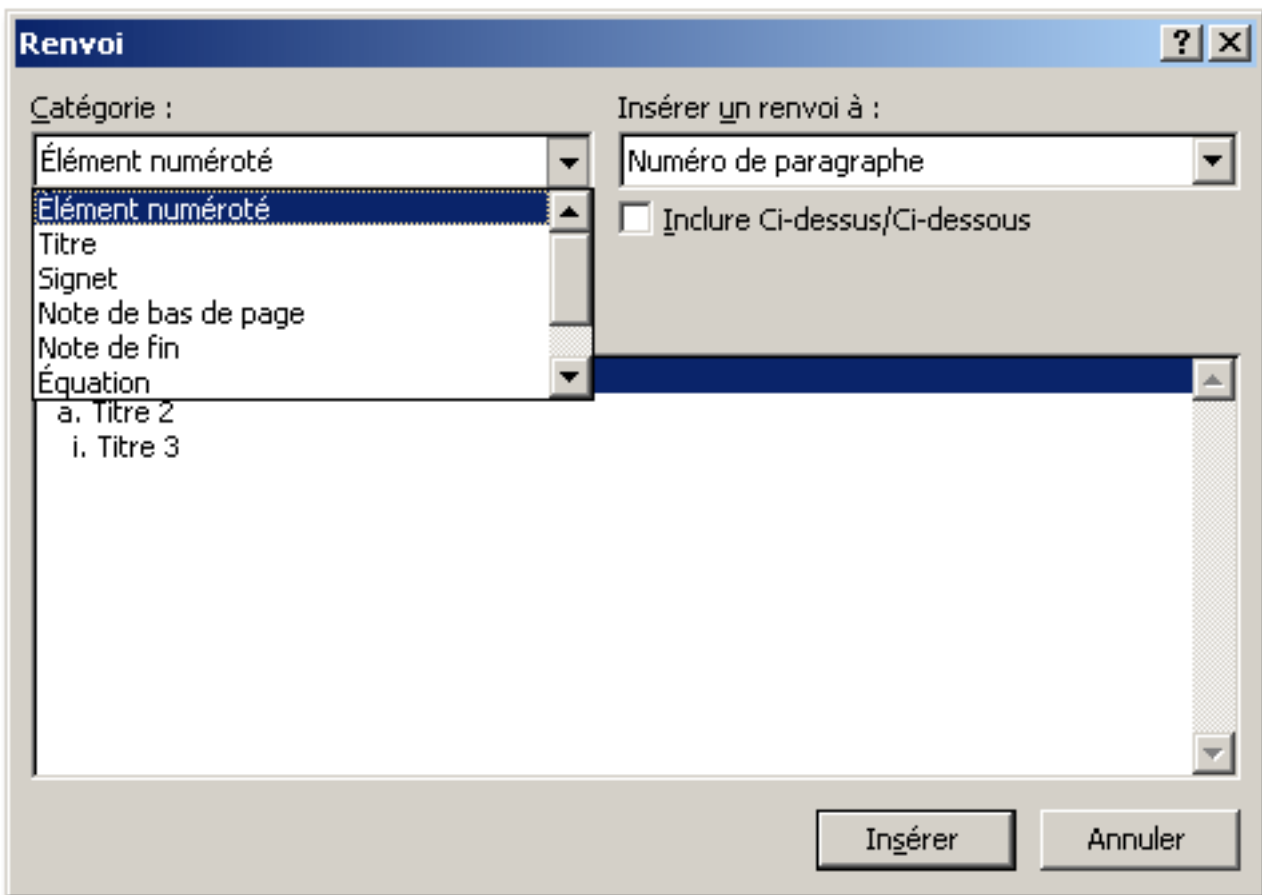 Renvoi
Catégorie :
Insérer un renvoi à :
Élément numéroté
Numéro de paragraphe
Élément numéroté
Inclure Ci-dessus/Ci-dessous
Titre
Signet
Note de bas de page
Note de fin
Équation
a. Titre 2
i. Titre 3
Insérer
Annuler